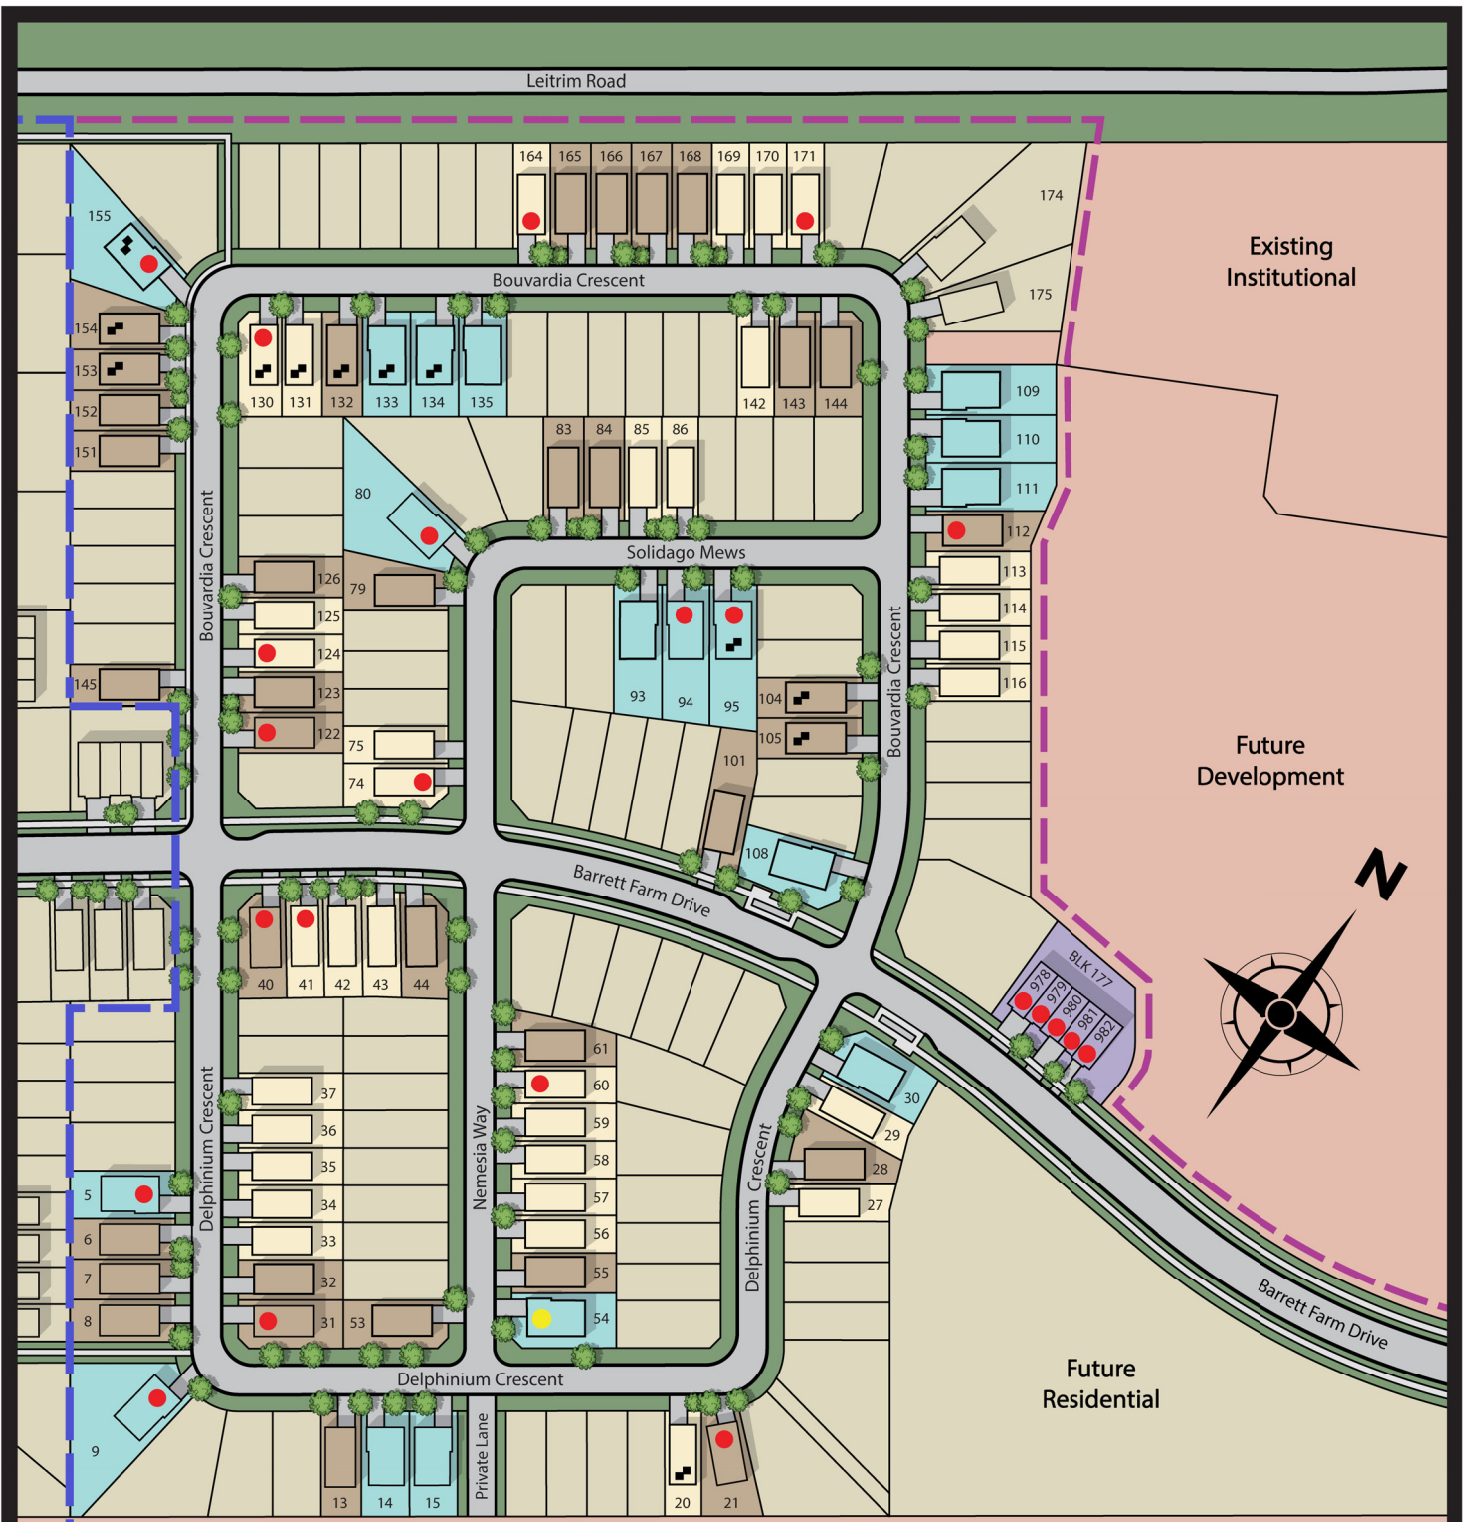 Leitrim Road
164 165 166 167 168 169 170 171
174
155
Existing
Institutional
Bouvardia Crescent
175
154
153
152
151
130 131 132 133 134 135
142 143 144
109
110
111
112
113
114
115
116
83 84 85 86
80
Solidago Mews
79
Bouvardia Crescent
126
125
124
123
122
145
75
74
93 94 95
104
105
101
108
Bouvardia Crescent
Future
Development
Barrett Farm Drive
N
40 41 42 43 44
BLK 177
978
979
980
981
982
61
60
59
58
57
56
55
54
30
29
28
27
37
36
35
34
33
32
31
53
5
6
7
8
9
Delphinium Crescent
Nemesia Way
Delphinium Crescent
Barrett Farm Drive
Future
Residential
Delphinium Crescent
Private Lane
13 14 15
20 21